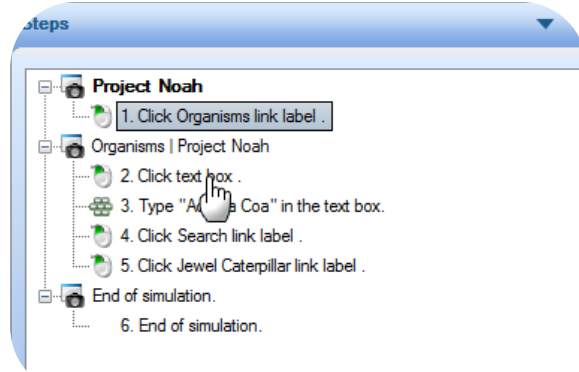 Steps
Project Noah
1. Click Organisms link label .
Organisms | Project Noah
2. Click text box .
3. Type "A a Coa" in the text box.
4. Click Search link label .
5. Click Jewel Caterpillar link label .
End of simulation.
6. End of simulation.